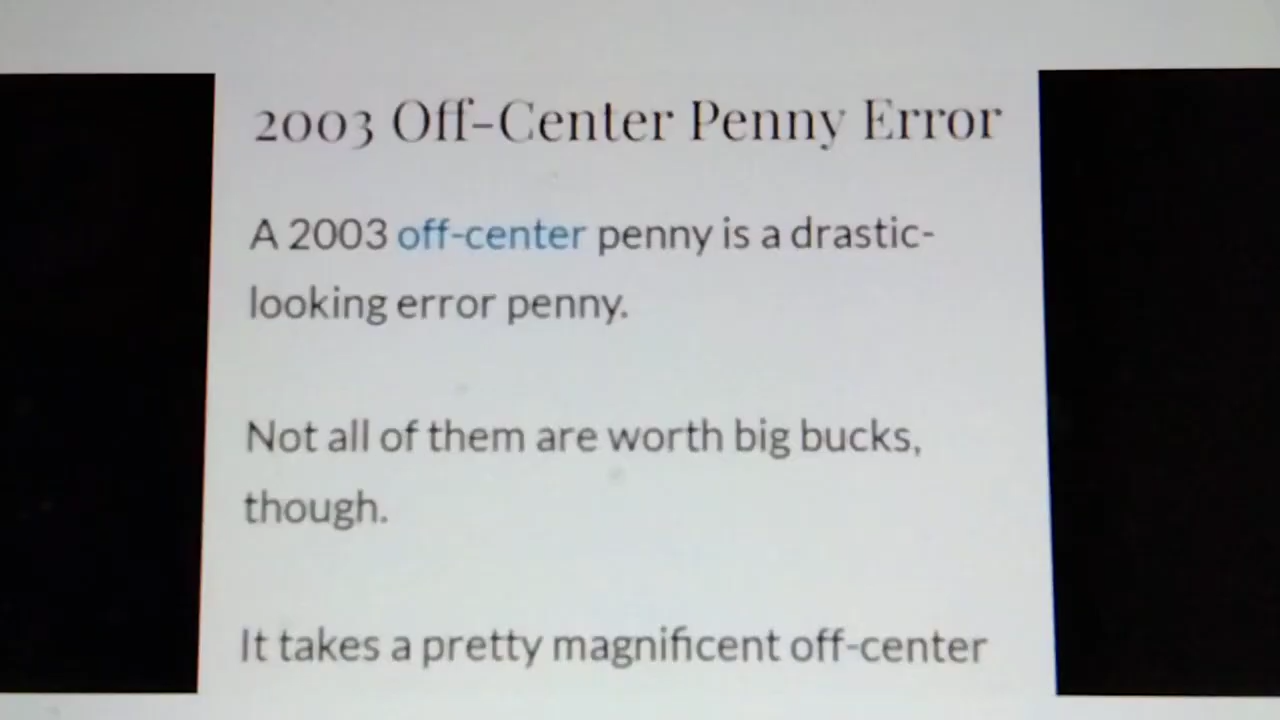 2003 Off-Center Penny Error
A 2003 off-center penny is a drastic-
looking error penny.
Not all of them are worth big bucks,
though.
It takes a pretty magnificent off-center